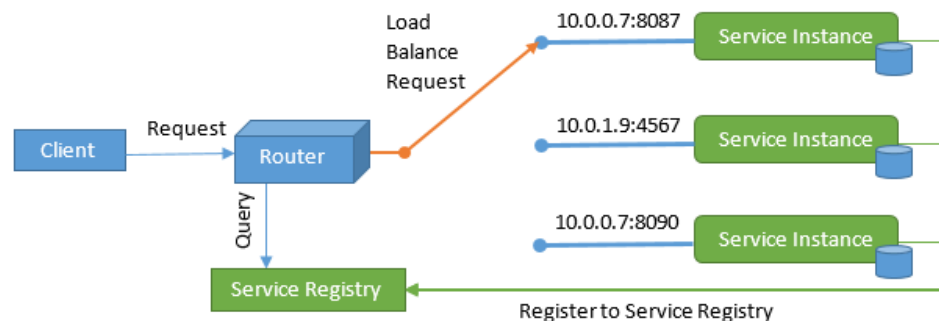 Load
Balance
Request
10.0.0.7:8087
Service Instance
Client
Request
Router
10.0.1.9:4567
Service Instance
Query
10.0.0.7:8090
Service Instance
Service Registry
Register to Service Registry